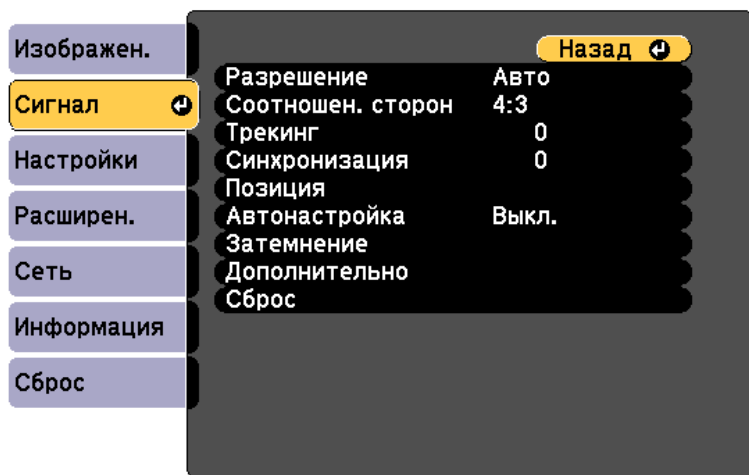 Изображен.
Сигнал
Настройки
Расширен.
Сеть
Информация
Сброс
Назад
Разрешение Авто
Соотношен. сторон 4:3
Трекинг 0
Синхронизация 0
Позиция
Автонастройка Выкл.
Затемнение
Дополнительно
Сброс